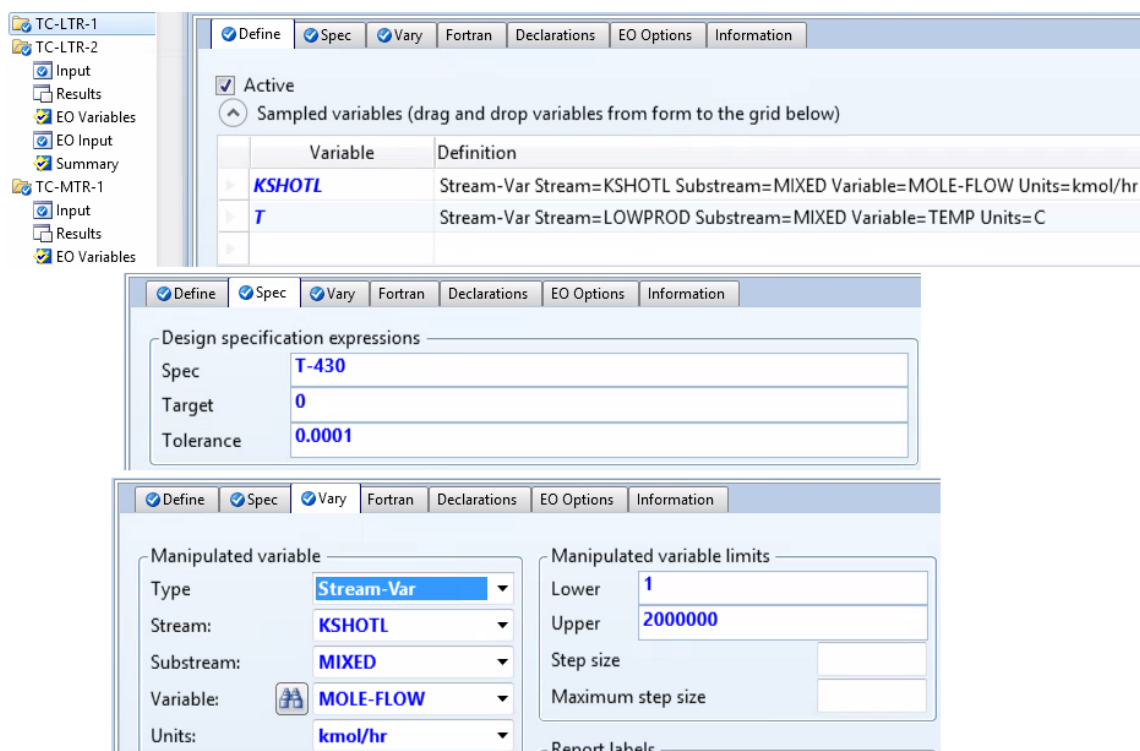 TC-LTR-1
TC-LTR-2
Input
Results
EO Variables
EO Input
Summary
TC-MTR-1
Input
Results
EO Variables
Define Spec Vary Fortran Declarations EO Options Information
Active
Sampled variables (drag and drop variables from form to the grid below)
Variable Definition
KSHOTL Stream-Var Stream=KSHOTL Substream=MIXED Variable=MOLE-FLOW Units=kmol/hr
T Stream-Var Stream=LOWPROD Substream=MIXED Variable=TEMP Units=C
Define Spec Vary Fortran Declarations EO Options Information
Design specification expressions
Spec T-430
Target 0
Tolerance 0.0001
Define Spec Vary Fortran Declarations EO Options Information
Manipulated variable
Type Stream-Var
Stream: KSHOTL
Substream: MIXED
Variable: MOLE-FLOW
Units: kmol/hr
Manipulated variable limits
Lower 1
Upper 2000000
Step size
Maximum step size
Report labels